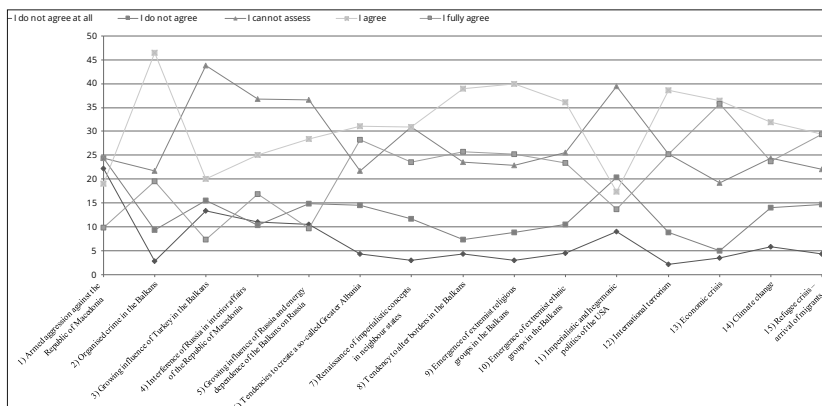 I do not agree at all I do not agree I cannot assess I agree I fully agree
50
45
40
35
30
25
20
15
10
5
0
1) Armed aggression against the
Republic of Macedonia
2) Organised crime in the Balkans
3) Growing influence of Turkey in the Balkans
4) Interference of Russia in interior affairs
of the Republic of Macedonia
5) Growing influence of Russia and energy
dependence of the Balkans on Russia
) Tendencies to create a so-called Greater Albania
7) Renaissance of imperialistic concepts
in neighbour states
8) Tendency to alter borders in the Balkans
9) Emergence of extremist religious
groups in the Balkans
10) Emergence of extremist ethnic
groups in the Balkans
11) Imperialistic and hegemonic
politics of the USA
12) International terrorism
13) Economic crisis
14) Climate change
15) Refugee crisis –
arrival of migrants